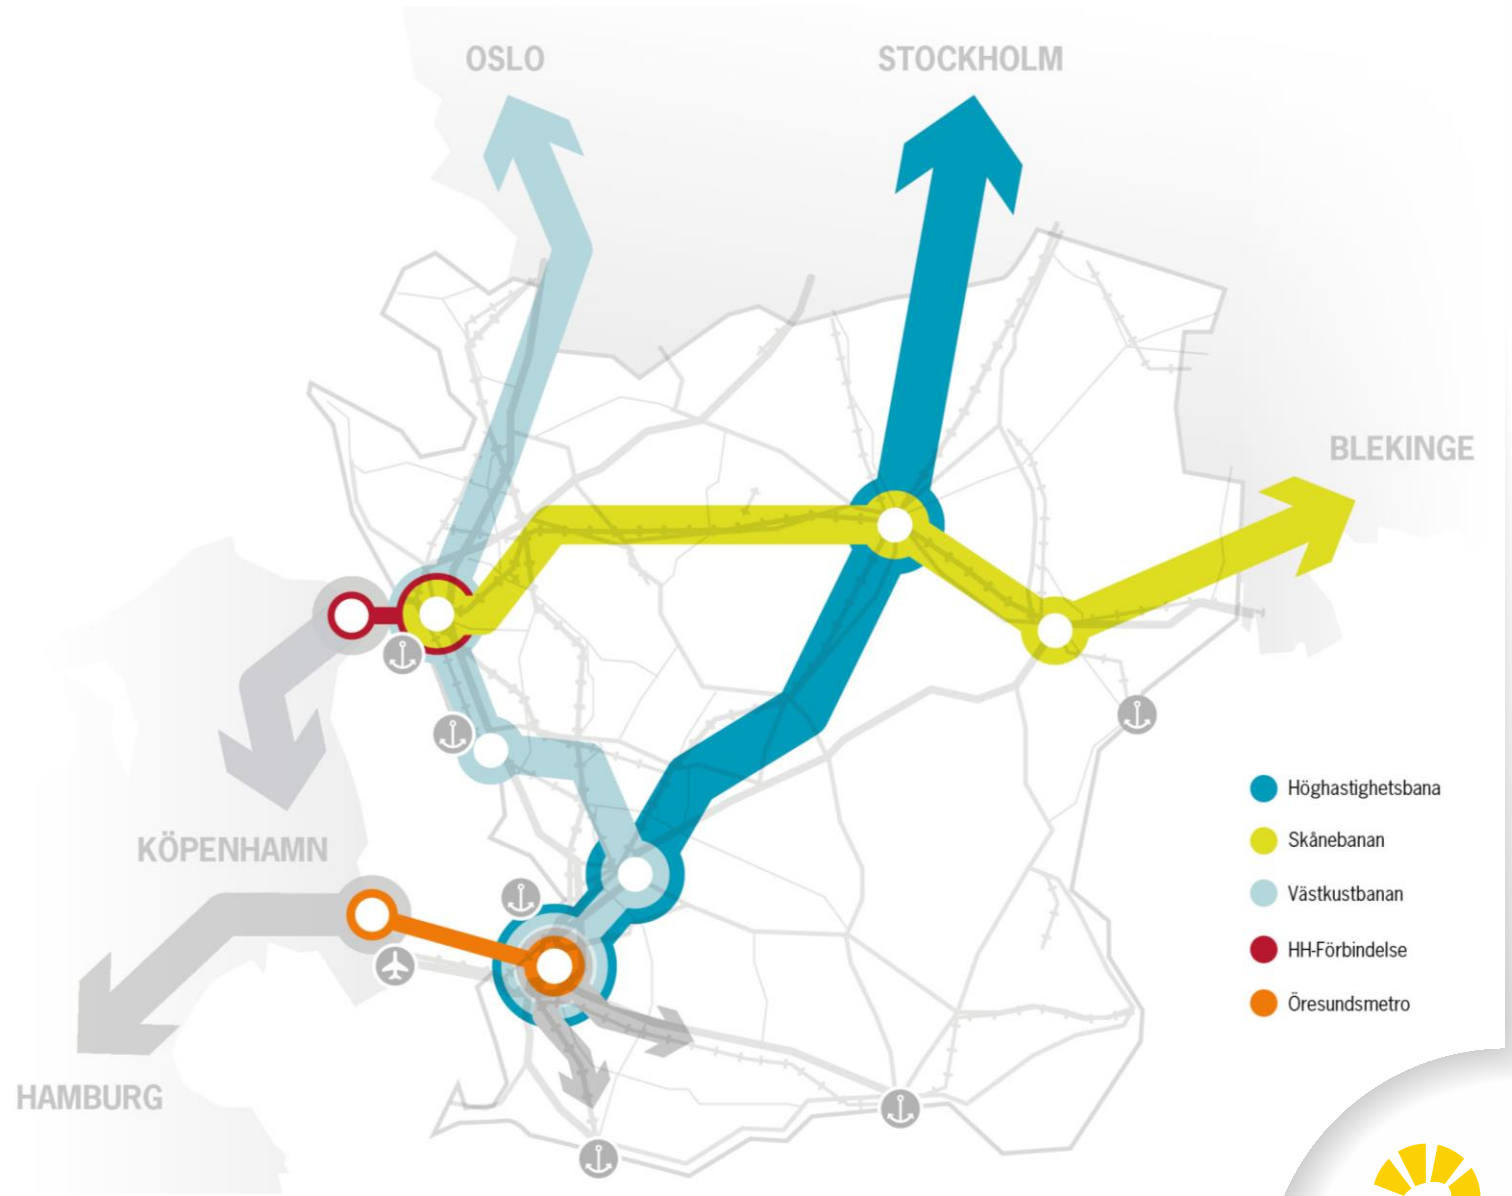 OSLO
STOCKHOLM
BLEKINGE
KÖPENHAMN
HAMBURG
Höghastighetsbana
Skånebanan
Västkustbanan
HH-Förbindelse
Öresundsmetro